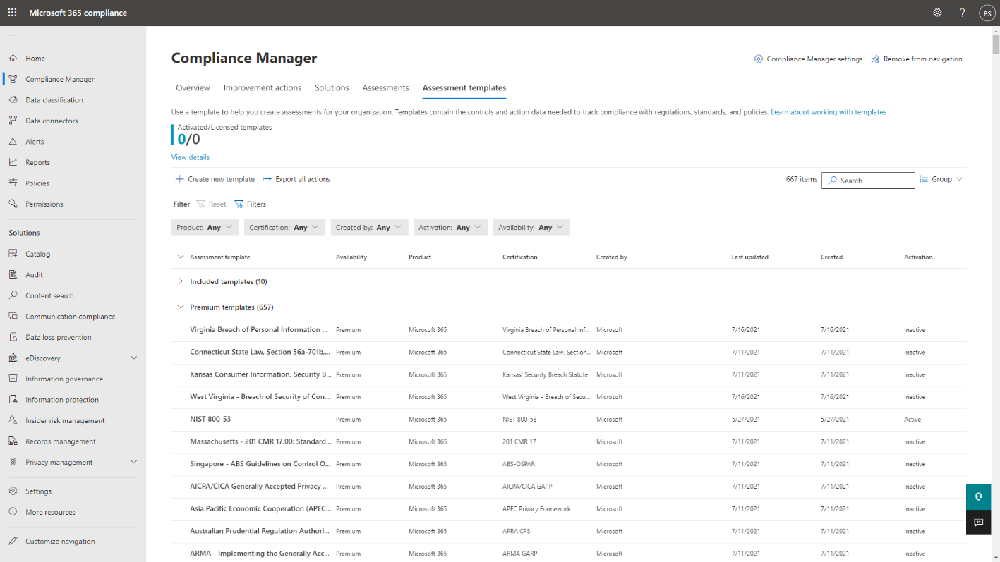 Microsoft 365 compliance
BS
Home
Compliance Manager
Data classification
Data connectors
Alerts
Reports
Policies
Permissions
Solutions
Catalog
Audit
Content search
Communication compliance
Data loss prevention
eDiscovery
Information governance
Information protection
Insider risk management
Records management
Privacy management
Settings
More resources
Customize navigation
Compliance Manager
Compliance Manager settings
Remove from navigation
Overview Improvement actions Solutions Assessments Assessment templates
Use a template to help you create assessments for your organization. Templates contain the controls and action data needed to track compliance with regulations, standards, and policies. Learn about working with templates
Activated/Licensed templates
0/0
View details
Create new template Export all actions 667 items Search Group
Filter Reset Filters
Product: Any Certification: Any Created by: Any Activation: Any Availability: Any
Assessment template Availability Product Certification Created by Last updated Created Activation
Included templates (10)
Premium templates (657)
Virginia Breach of Personal Information ... Premium Microsoft 365 Virginia Breach of Personal Inf... Microsoft 7/16/2021 7/16/2021 Inactive
Connecticut State Law, Section 36a-701b,... Premium Microsoft 365 Connecticut State Law, Section... Microsoft 7/11/2021 7/11/2021 Inactive
Kansas Consumer Information, Security B... Premium Microsoft 365 Kansas' Security Breach Statute Microsoft 7/11/2021 7/11/2021 Inactive
West Virginia - Breach of Security of Con... Premium Microsoft 365 West Virginia - Breach of Secu... Microsoft 7/16/2021 7/16/2021 Inactive
NIST 800-53 Premium Microsoft 365 NIST 800-53 Microsoft 5/27/2021 5/27/2021 Active
Massachusetts - 201 CMR 17.00: Standard... Premium Microsoft 365 201 CMR 17 Microsoft 7/11/2021 7/11/2021 Inactive
Singapore - ABS Guidelines on Control O... Premium Microsoft 365 ABS-OSPAR Microsoft 7/11/2021 7/11/2021 Inactive
AICPA/CICA Generally Accepted Privacy ... Premium Microsoft 365 AICPA/CICA GAPP Microsoft 7/11/2021 7/11/2021 Inactive
Asia Pacific Economic Cooperation (APEC... Premium Microsoft 365 APEC Privacy Framework Microsoft 7/11/2021 7/11/2021 Inactive
Australian Prudential Regulation Authori... Premium Microsoft 365 APRA CPS Microsoft 7/11/2021 7/11/2021 Inactive
ARMA - Implementing the Generally Acc... Premium Microsoft 365 ARMA GARP Microsoft 7/11/2021 7/11/2021 Inactive